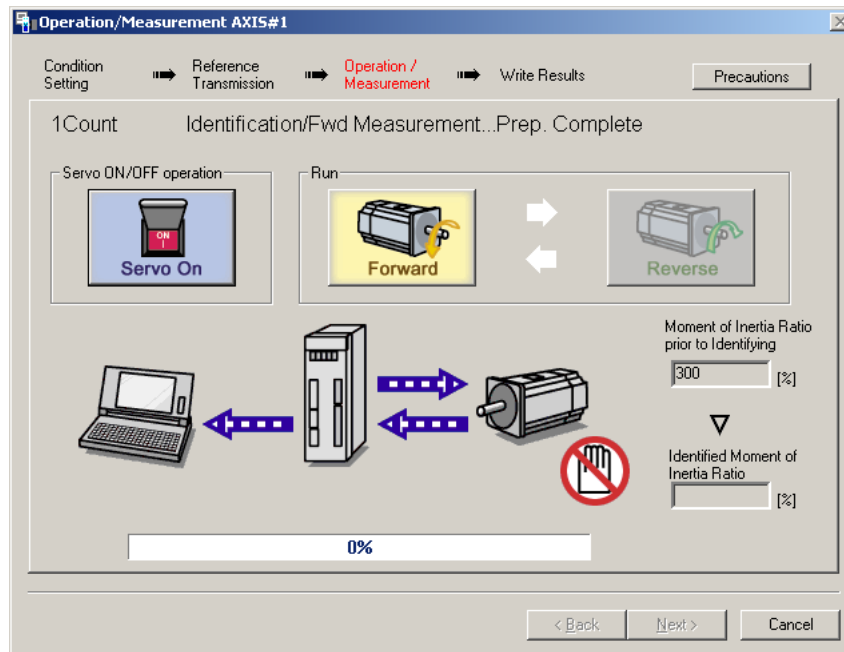 Operation/Measurement AXIS#1
Condition
Setting
Reference
Transmission
Operation /
Measurement
Write Results
Precautions
1Count Identification/Fwd Measurement...Prep. Complete
Servo ON/OFF operation
ON
I
Servo On
Run
Forward
Reverse
Moment of Inertia Ratio
prior to Identifying
300 [%]
Identified Moment of
Inertia Ratio
[%]
0%
< Back
Next >
Cancel